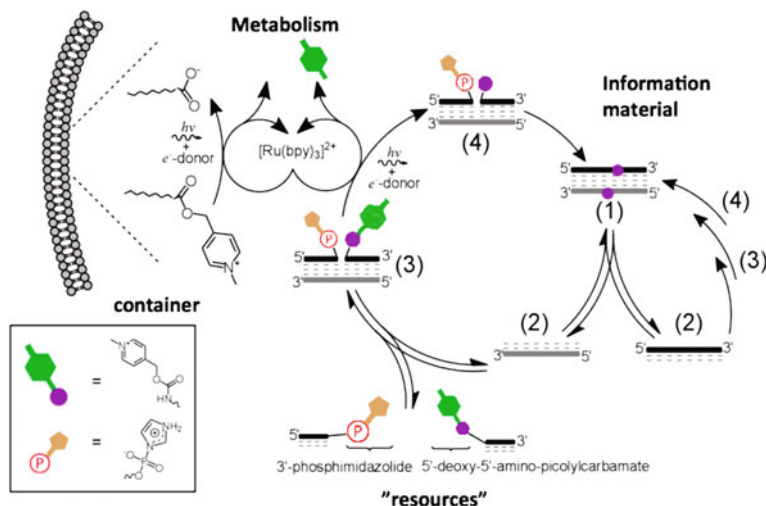 Metabolism
Information
material
container
"resources"
hν
+
e⁻-donor
[Ru(bpy)₃]²⁺
hν
+
e⁻-donor
O⁻
O
O
O
N
+
P
5' 3'
3' 5'
(4)
5' 3'
3' 5'
(1)
(4)
(3)
P
5' 3'
3' 5'
(3)
(2)
3' 5'
(2)
5' 3'
P
5'
3'
3'-phosphimidazolide
5'-deoxy-5'-amino-picolylcarbamate
=
N
+
O
O
HN
P
=
NH₂
N
⊕
N
⁻O
P
O
O